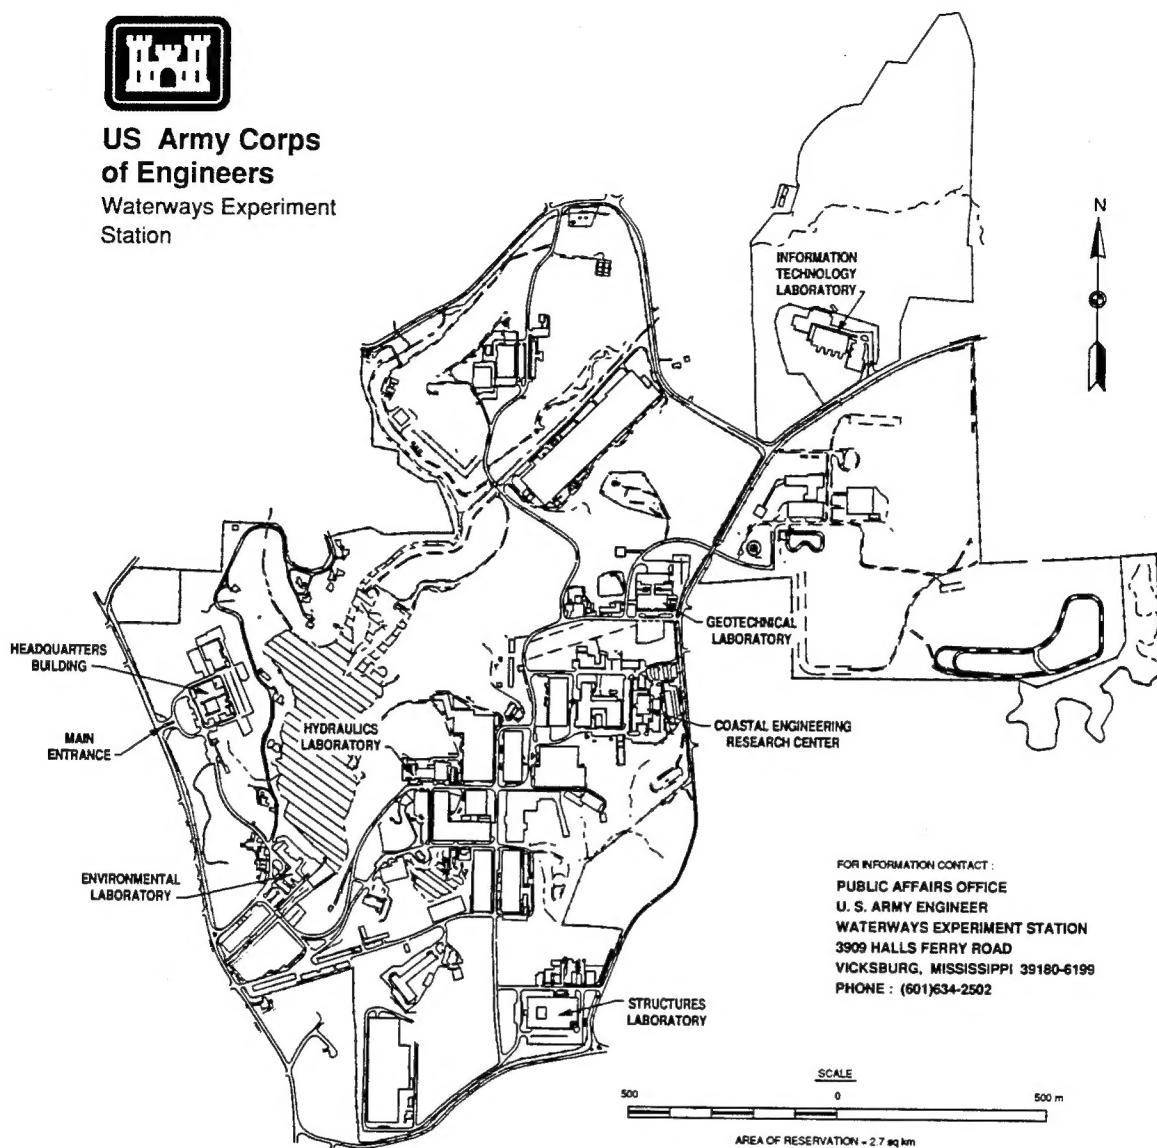 US Army Corps
of Engineers
Waterways Experiment
Station
N
INFORMATION
TECHNOLOGY
LABORATORY
GEOTECHNICAL
LABORATORY
HEADQUARTERS
BUILDING
MAIN
ENTRANCE
HYDRAULICS
LABORATORY
COASTAL ENGINEERING
RESEARCH CENTER
ENVIRONMENTAL
LABORATORY
STRUCTURES
LABORATORY
FOR INFORMATION CONTACT :
PUBLIC AFFAIRS OFFICE
U. S. ARMY ENGINEER
WATERWAYS EXPERIMENT STATION
3909 HALLS FERRY ROAD
VICKSBURG, MISSISSIPPI 39180-6199
PHONE : (601)634-2502
SCALE
500 0 500 m
AREA OF RESERVATION = 2.7 sq km